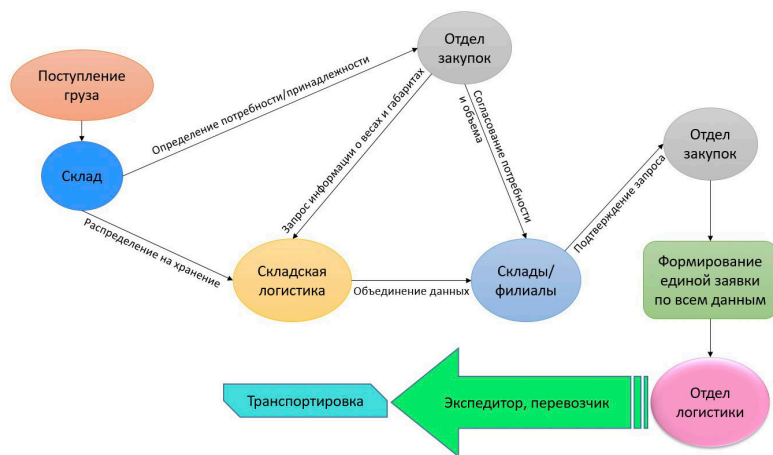 Поступление
груза
Склад
Определение потребности/принадлежности
Отдел
закупок
Распределение на хранение
Запрос информации о весах и габаритах
Согласование потребности
и объема
Складская
логистика
Объединение данных
Склады/
филиалы
Подтверждение запроса
Отдел
закупок
Формирование
единой заявки
по всем данным
Отдел
логистики
Экспедитор, перевозчик
Транспортировка